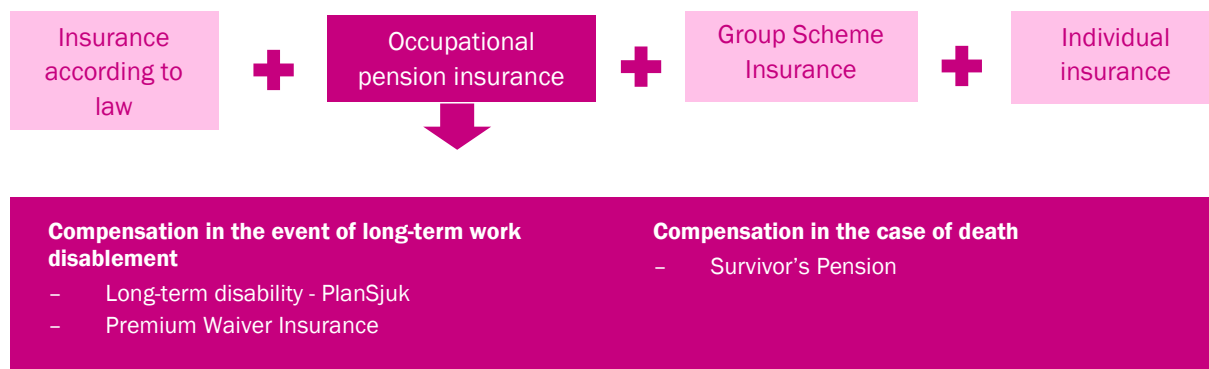 Insurance
according to
law
Occupational
pension insurance
Group Scheme
Insurance
Individual
insurance
Compensation in the event of long-term work
disablement
– Long-term disability - PlanSjuk
– Premium Waiver Insurance
Compensation in the case of death
– Survivor’s Pension